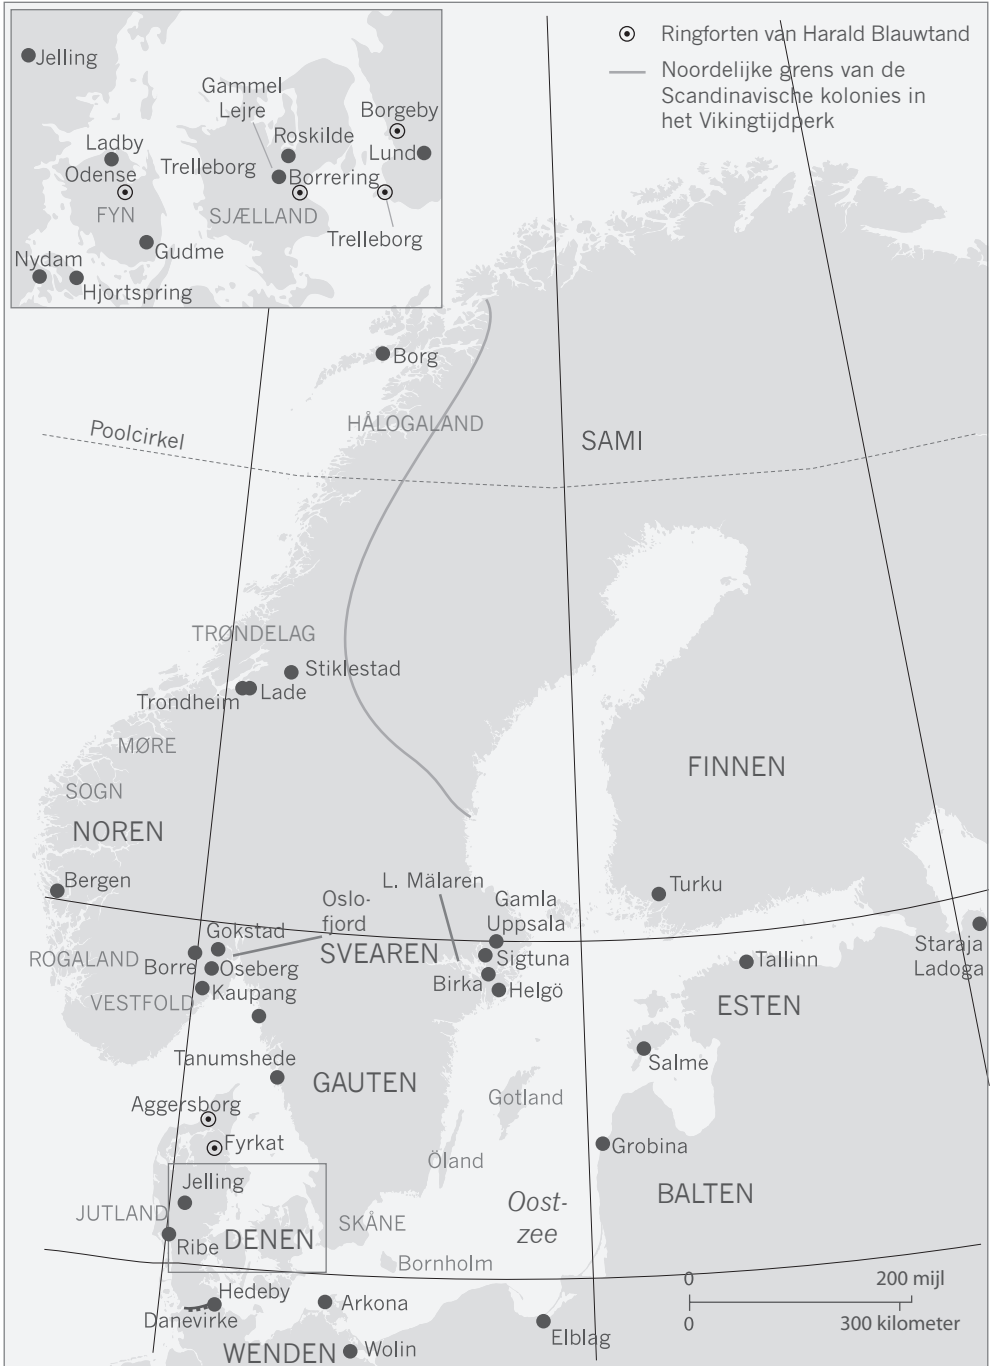 Ringforten van Harald Blauwtand
Noordelijke grens van de
Scandinavische kolonies in
het Vikingtijdperk
Jelling
Gammel
Lejre
Borgeby
Roskilde
Ladby
Lund
Odense
Trelleborg
Borrering
FYN
SJÆLLAND
Trelleborg
Gudme
Nydam
Hjortspring
Borg
HÅLOGALAND
Poolcirkel
SAMI
TRØNDELAG
Stiklestad
Trondheim
Lade
MØRE
FINNEN
SOGN
NOREN
Bergen
L. Mälaren
Turku
Oslo-
fjord
Gamla
Uppsala
Gokstad
ROGALAND
Borre
Oseberg
SVEAREN
Sigtuna
Staraja
Ladoga
Tallinn
VESTFOLD
Kaupang
Birka
Helgö
ESTEN
Tanumshede
Salme
GAUTEN
Aggersborg
Gotland
Fyrkat
Grobina
Öland
Jelling
BALTEN
JUTLAND
Oost-
zee
SKÅNE
Ribe
DENEN
Bornholm
0
200 mijl
Hedeby
Arkona
Danevirke
0
300 kilometer
Elblag
WENDEN
Wolin